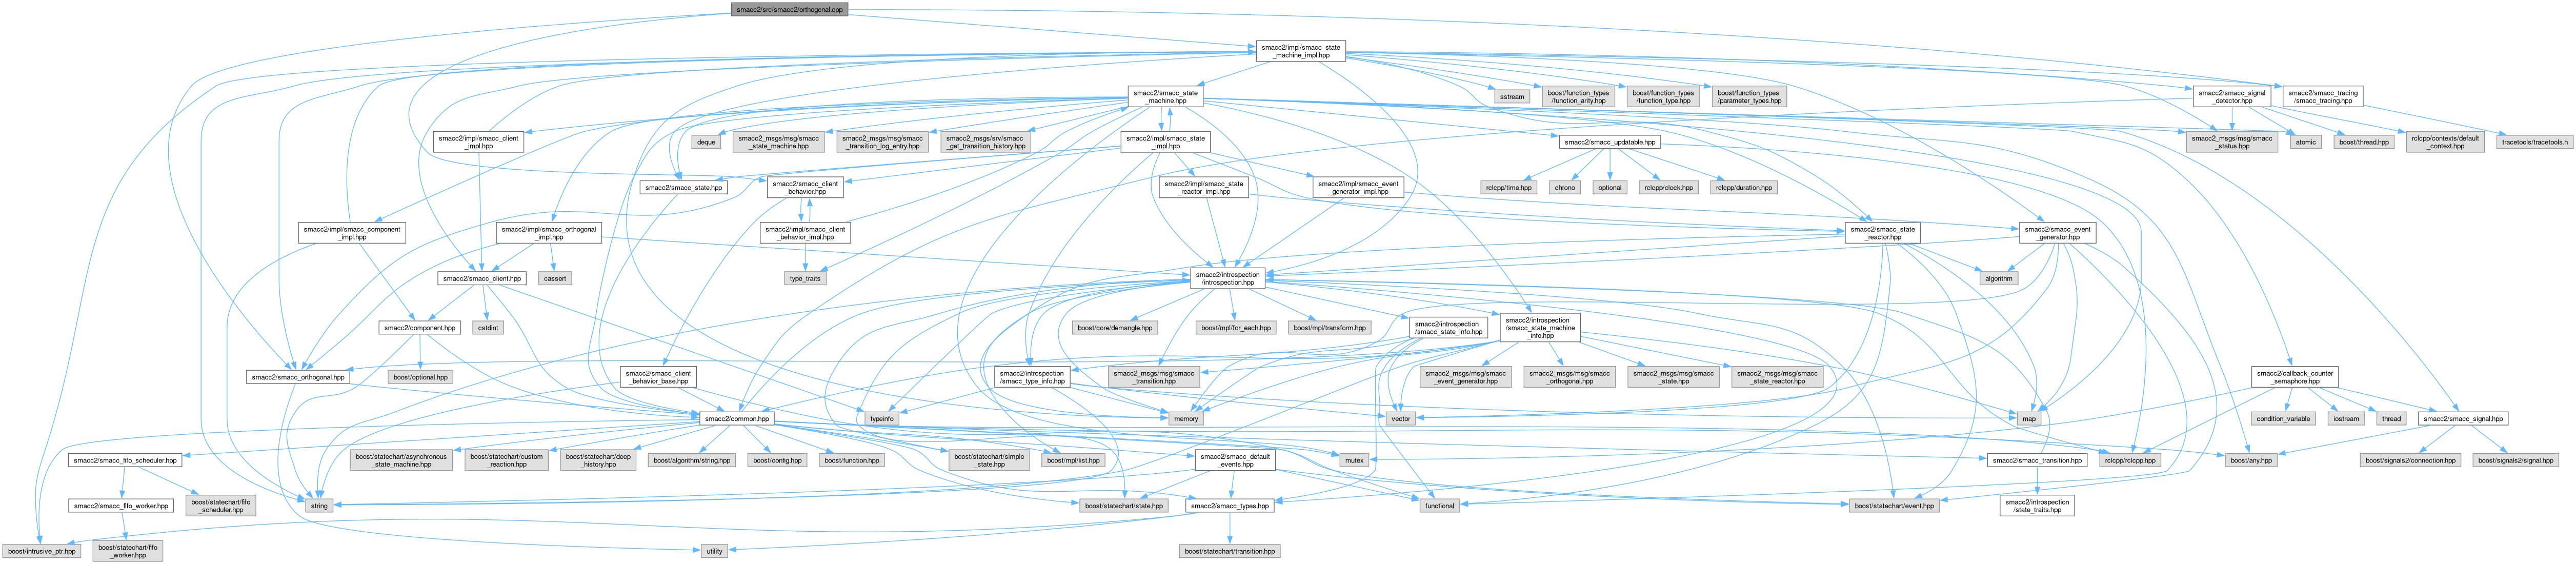 smacc2/src/smacc2/orthogonal.cpp
smacc2/impl/smacc_state
_machine_impl.hpp
smacc2/smacc_state
_machine.hpp
sstream
boost/function_types
/function_arity.hpp
boost/function_types
/function_type.hpp
boost/function_types
/parameter_types.hpp
smacc2/smacc_signal
_detector.hpp
smacc2/smacc_tracing
/smacc_tracing.hpp
smacc2/impl/smacc_client
_impl.hpp
deque
smacc2_msgs/msg/smacc
_state_machine.hpp
smacc2_msgs/msg/smacc
_transition_log_entry.hpp
smacc2_msgs/srv/smacc
_get_transition_history.hpp
smacc2/impl/smacc_state
_impl.hpp
smacc2/smacc_updatable.hpp
smacc2_msgs/msg/smacc
_status.hpp
atomic
boost/thread.hpp
rclcpp/contexts/default
_context.hpp
tracetools/tracetools.h
smacc2/smacc_state.hpp
smacc2/smacc_client
_behavior.hpp
smacc2/impl/smacc_state
_reactor_impl.hpp
smacc2/impl/smacc_event
_generator_impl.hpp
rclcpp/time.hpp
chrono
optional
rclcpp/clock.hpp
rclcpp/duration.hpp
smacc2/impl/smacc_component
_impl.hpp
smacc2/impl/smacc_orthogonal
_impl.hpp
smacc2/impl/smacc_client
_behavior_impl.hpp
smacc2/smacc_state
_reactor.hpp
smacc2/smacc_event
_generator.hpp
smacc2/smacc_client.hpp
cassert
type_traits
smacc2/introspection
/introspection.hpp
algorithm
smacc2/component.hpp
cstdint
boost/core/demangle.hpp
boost/mpl/for_each.hpp
boost/mpl/transform.hpp
smacc2/introspection
/smacc_state_info.hpp
smacc2/introspection
/smacc_state_machine
_info.hpp
smacc2/smacc_orthogonal.hpp
boost/optional.hpp
smacc2/smacc_client
_behavior_base.hpp
smacc2/introspection
/smacc_type_info.hpp
smacc2_msgs/msg/smacc
_transition.hpp
smacc2_msgs/msg/smacc
_event_generator.hpp
smacc2_msgs/msg/smacc
_orthogonal.hpp
smacc2_msgs/msg/smacc
_state.hpp
smacc2_msgs/msg/smacc
_state_reactor.hpp
smacc2/callback_counter
_semaphore.hpp
smacc2/common.hpp
typeinfo
memory
vector
map
condition_variable
iostream
thread
smacc2/smacc_signal.hpp
smacc2/smacc_fifo_scheduler.hpp
boost/statechart/asynchronous
_state_machine.hpp
boost/statechart/custom
_reaction.hpp
boost/statechart/deep
_history.hpp
boost/algorithm/string.hpp
boost/config.hpp
boost/function.hpp
boost/statechart/simple
_state.hpp
boost/mpl/list.hpp
smacc2/smacc_default
_events.hpp
mutex
smacc2/smacc_transition.hpp
rclcpp/rclcpp.hpp
boost/any.hpp
boost/signals2/connection.hpp
boost/signals2/signal.hpp
smacc2/smacc_fifo_worker.hpp
boost/statechart/fifo
_scheduler.hpp
string
boost/statechart/state.hpp
smacc2/smacc_types.hpp
functional
boost/statechart/event.hpp
smacc2/introspection
/state_traits.hpp
boost/intrusive_ptr.hpp
boost/statechart/fifo
_worker.hpp
utility
boost/statechart/transition.hpp